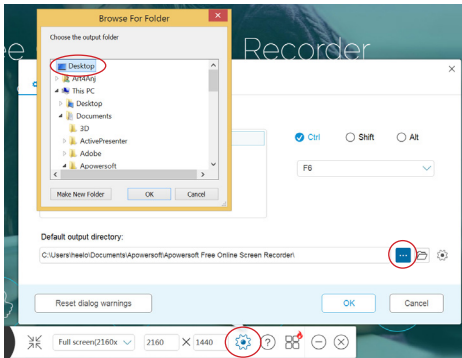 Browse For Folder
Choose the output folder
ee
Recorder
Desktop
Art4Anj
This PC
Desktop
Documents
3D
ActivePresenter
Adobe
Apowersoft
Make New Folder
OK
Cancel
Ctrl
Shift
Alt
F6
Default output directory:
C:\Users\heelo\Documents\Apowersoft\Apowersoft Free Online Screen Recorder\
...
Reset dialog warnings
OK
Cancel
Full screen(2160x
2160
1440